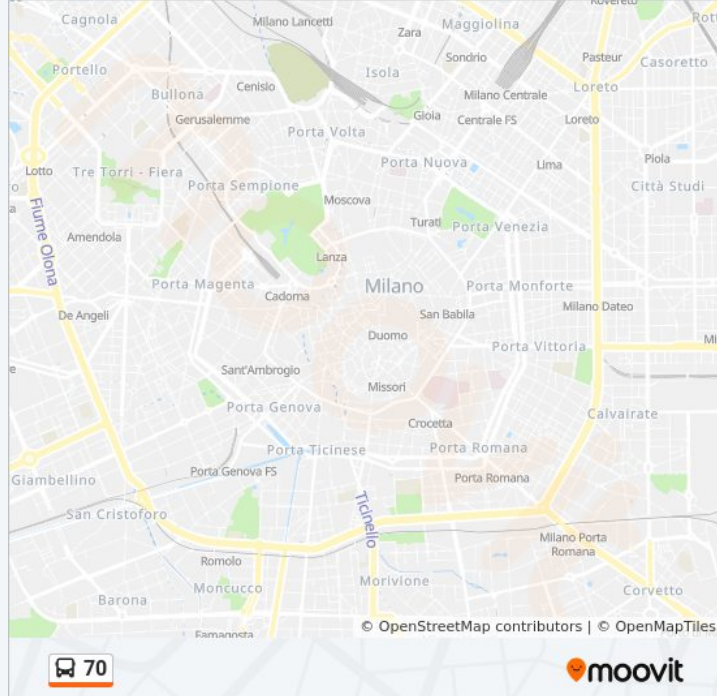 Cagnola
Milano Lancetti
Maggiolina
Rovereto
Zara
Portello
Isola
Sondrio
Pasteur
Casoretto
Cenisio
Bullona
Milano Centrale
Loreto
Gerusalemme
Gioia
Centrale FS
Loreto
Porta Volta
Lotto
Tre Torri - Fiera
Porta Nuova
Lima
Piola
Porta Sempione
Città Studi
Moscova
Fiume Olona
Turati
Porta Venezia
Amendola
Lanza
Porta Magenta
Milano
Porta Monforte
Cadorna
De Angeli
San Babila
Milano Dateo
Duomo
Porta Vittoria
Sant'Ambrogio
Missori
Porta Genova
Crocetta
Calvairate
Porta Ticinese
Porta Romana
Giambellino
Porta Genova FS
Porta Romana
San Cristoforo
Ticinello
Milano Porta
Romana
Romolo
Moncucco
Morivione
Corvetto
Barona
Famagosta
© OpenStreetMap contributors | © OpenMapTiles
70
moovit